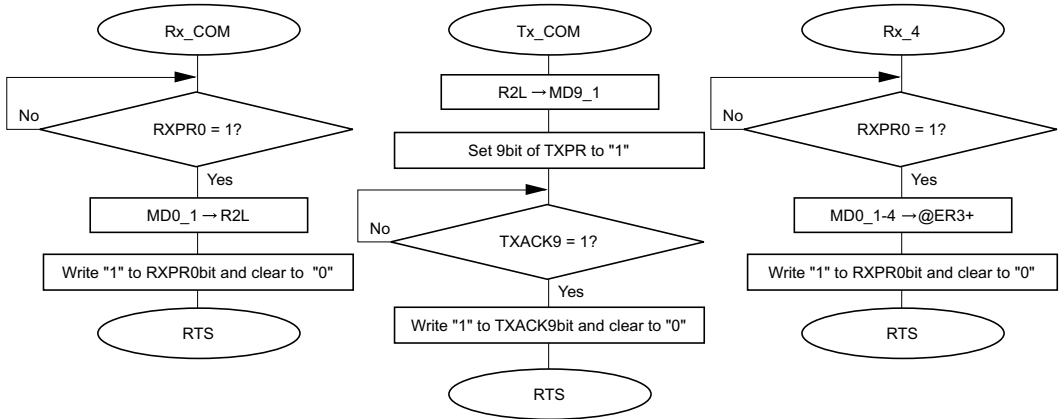 Rx_COM
No
RXPR0 = 1?
Yes
MD0_1 → R2L
Write "1" to RXPR0bit and clear to "0"
RTS
Tx_COM
R2L → MD9_1
Set 9bit of TXPR to "1"
No
TXACK9 = 1?
Yes
Write "1" to TXACK9bit and clear to "0"
RTS
Rx_4
No
RXPR0 = 1?
Yes
MD0_1-4 → @ER3+
Write "1" to RXPR0bit and clear to "0"
RTS